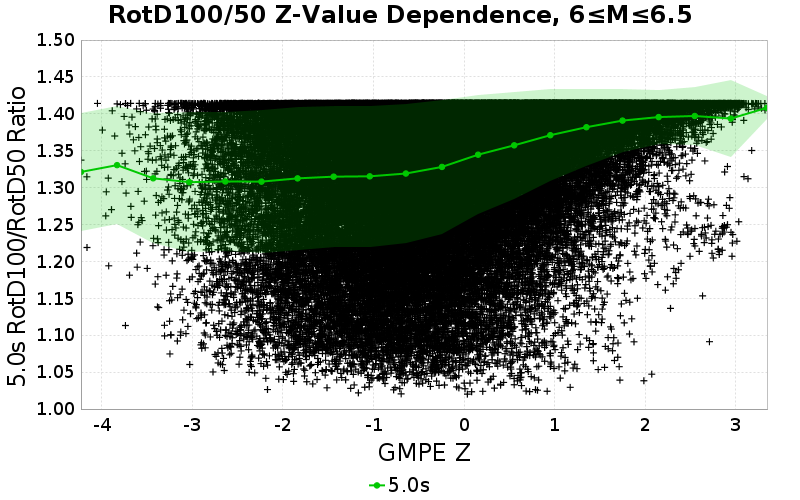 RotD100/50 Z-Value Dependence, 6≤M≤6.5
5.0s RotD100/RotD50 Ratio
1.50
1.45
1.40
1.35
1.30
1.25
1.20
1.15
1.10
1.05
1.00
-4 -3 -2 -1 0 1 2 3
GMPE Z
5.0s